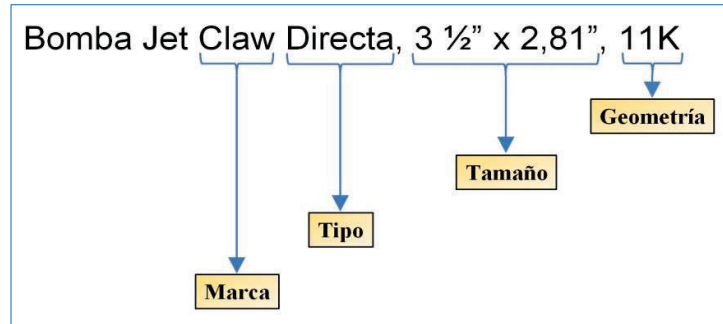 Bomba Jet Claw Directa, 3 ½” x 2,81”, 11K
Geometría
Tamaño
Tipo
Marca